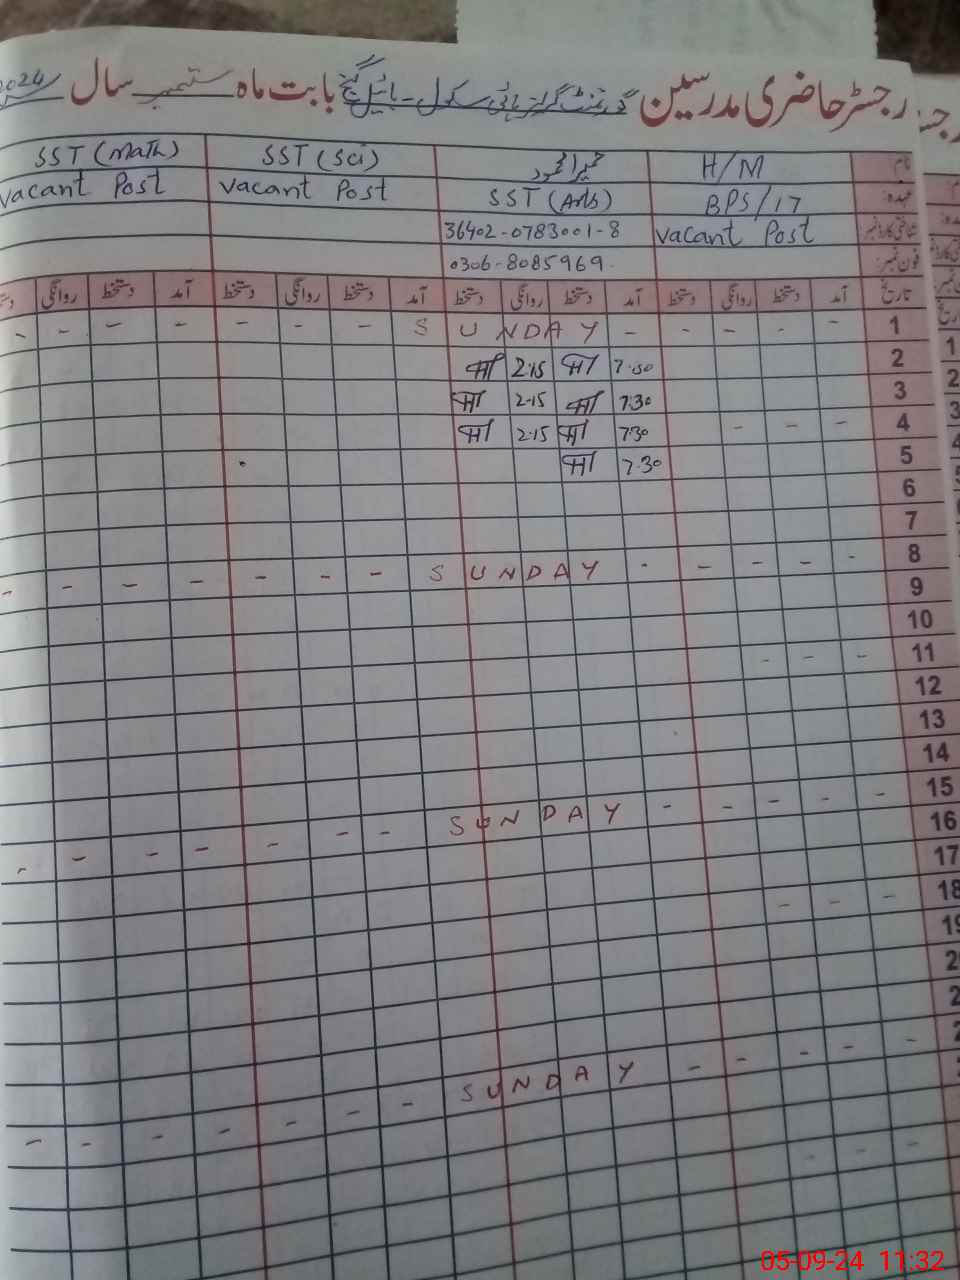 رجسٹر حاضری مدرسین گورنمنٹ گرلز ہائی سکول بابت ماہ ستمبر سال 2024
نام H/M حمیرا محمود SST (Sci) SST (Math)
عہدہ: BPS/17 SST (Arts) Vacant Post Vacant Post
شناختی کارڈ نمبر: Vacant Post 36402-0783001-8
فون نمبر: 0306-8085969
تاریخ آمد دستخط روانگی دستخط آمد دستخط روانگی دستخط آمد دستخط روانگی دستخط آمد دستخط روانگی
1 - - - - - SUNDAY - - - - - - -
2 7.30 2.15
3 7.30 2.15
4 - - - 7.30 2.15
5 7.30
6
7
8 - - - - - SUNDAY - - - - - - -
9
10
11 - - -
12
13
14
15 - - - - - SUNDAY - - - - - - -
16
17
18 - - -
19
- - - - - SUNDAY - - - - - - -
- - -
05-09-24 11:32